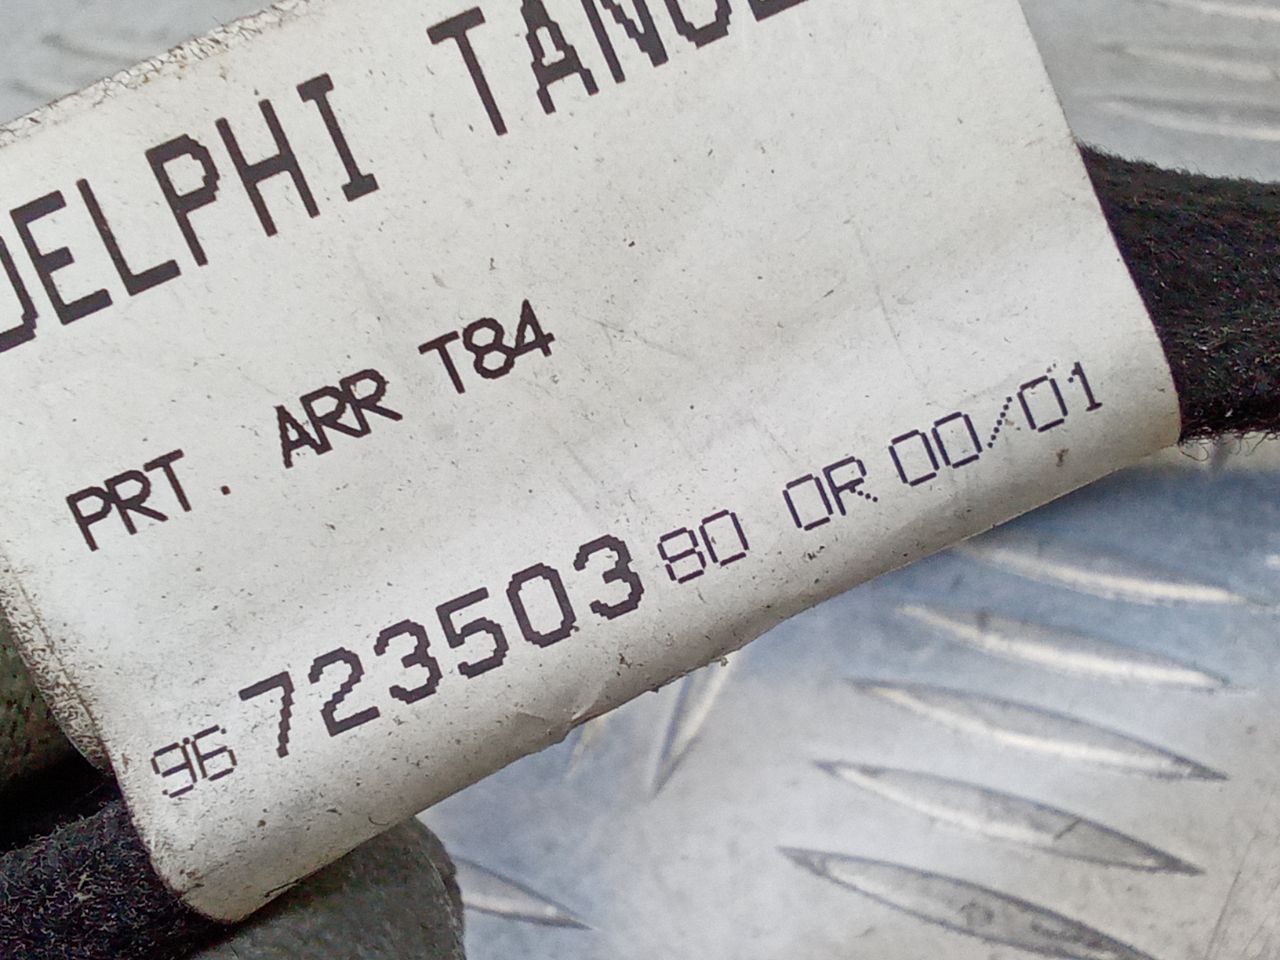 DELPHI
PRT. ARR T84
96 723503 80 OR 00/01